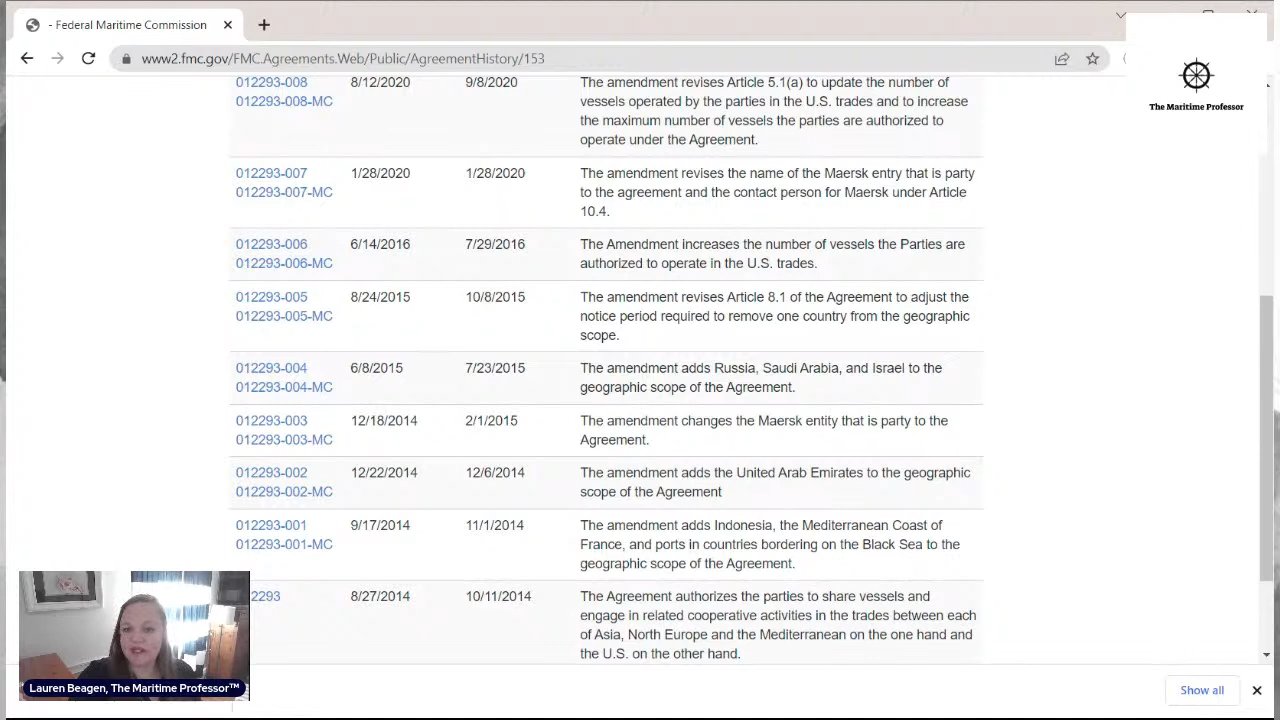 - Federal Maritime Commission
www2.fmc.gov/FMC.Agreements.Web/Public/AgreementHistory/153
The Maritime Professor
012293-008 8/12/2020 9/8/2020 The amendment revises Article 5.1(a) to update the number of
012293-008-MC vessels operated by the parties in the U.S. trades and to increase
the maximum number of vessels the parties are authorized to
operate under the Agreement.
012293-007 1/28/2020 1/28/2020 The amendment revises the name of the Maersk entry that is party
012293-007-MC to the agreement and the contact person for Maersk under Article
10.4.
012293-006 6/14/2016 7/29/2016 The Amendment increases the number of vessels the Parties are
012293-006-MC authorized to operate in the U.S. trades.
012293-005 8/24/2015 10/8/2015 The amendment revises Article 8.1 of the Agreement to adjust the
012293-005-MC notice period required to remove one country from the geographic
scope.
012293-004 6/8/2015 7/23/2015 The amendment adds Russia, Saudi Arabia, and Israel to the
012293-004-MC geographic scope of the Agreement.
012293-003 12/18/2014 2/1/2015 The amendment changes the Maersk entity that is party to the
012293-003-MC Agreement.
012293-002 12/22/2014 12/6/2014 The amendment adds the United Arab Emirates to the geographic
012293-002-MC scope of the Agreement
012293-001 9/17/2014 11/1/2014 The amendment adds Indonesia, the Mediterranean Coast of
012293-001-MC France, and ports in countries bordering on the Black Sea to the
geographic scope of the Agreement.
2293 8/27/2014 10/11/2014 The Agreement authorizes the parties to share vessels and
engage in related cooperative activities in the trades between each
of Asia, North Europe and the Mediterranean on the one hand and
the U.S. on the other hand.
Lauren Beagen, The Maritime Professor™
Show all